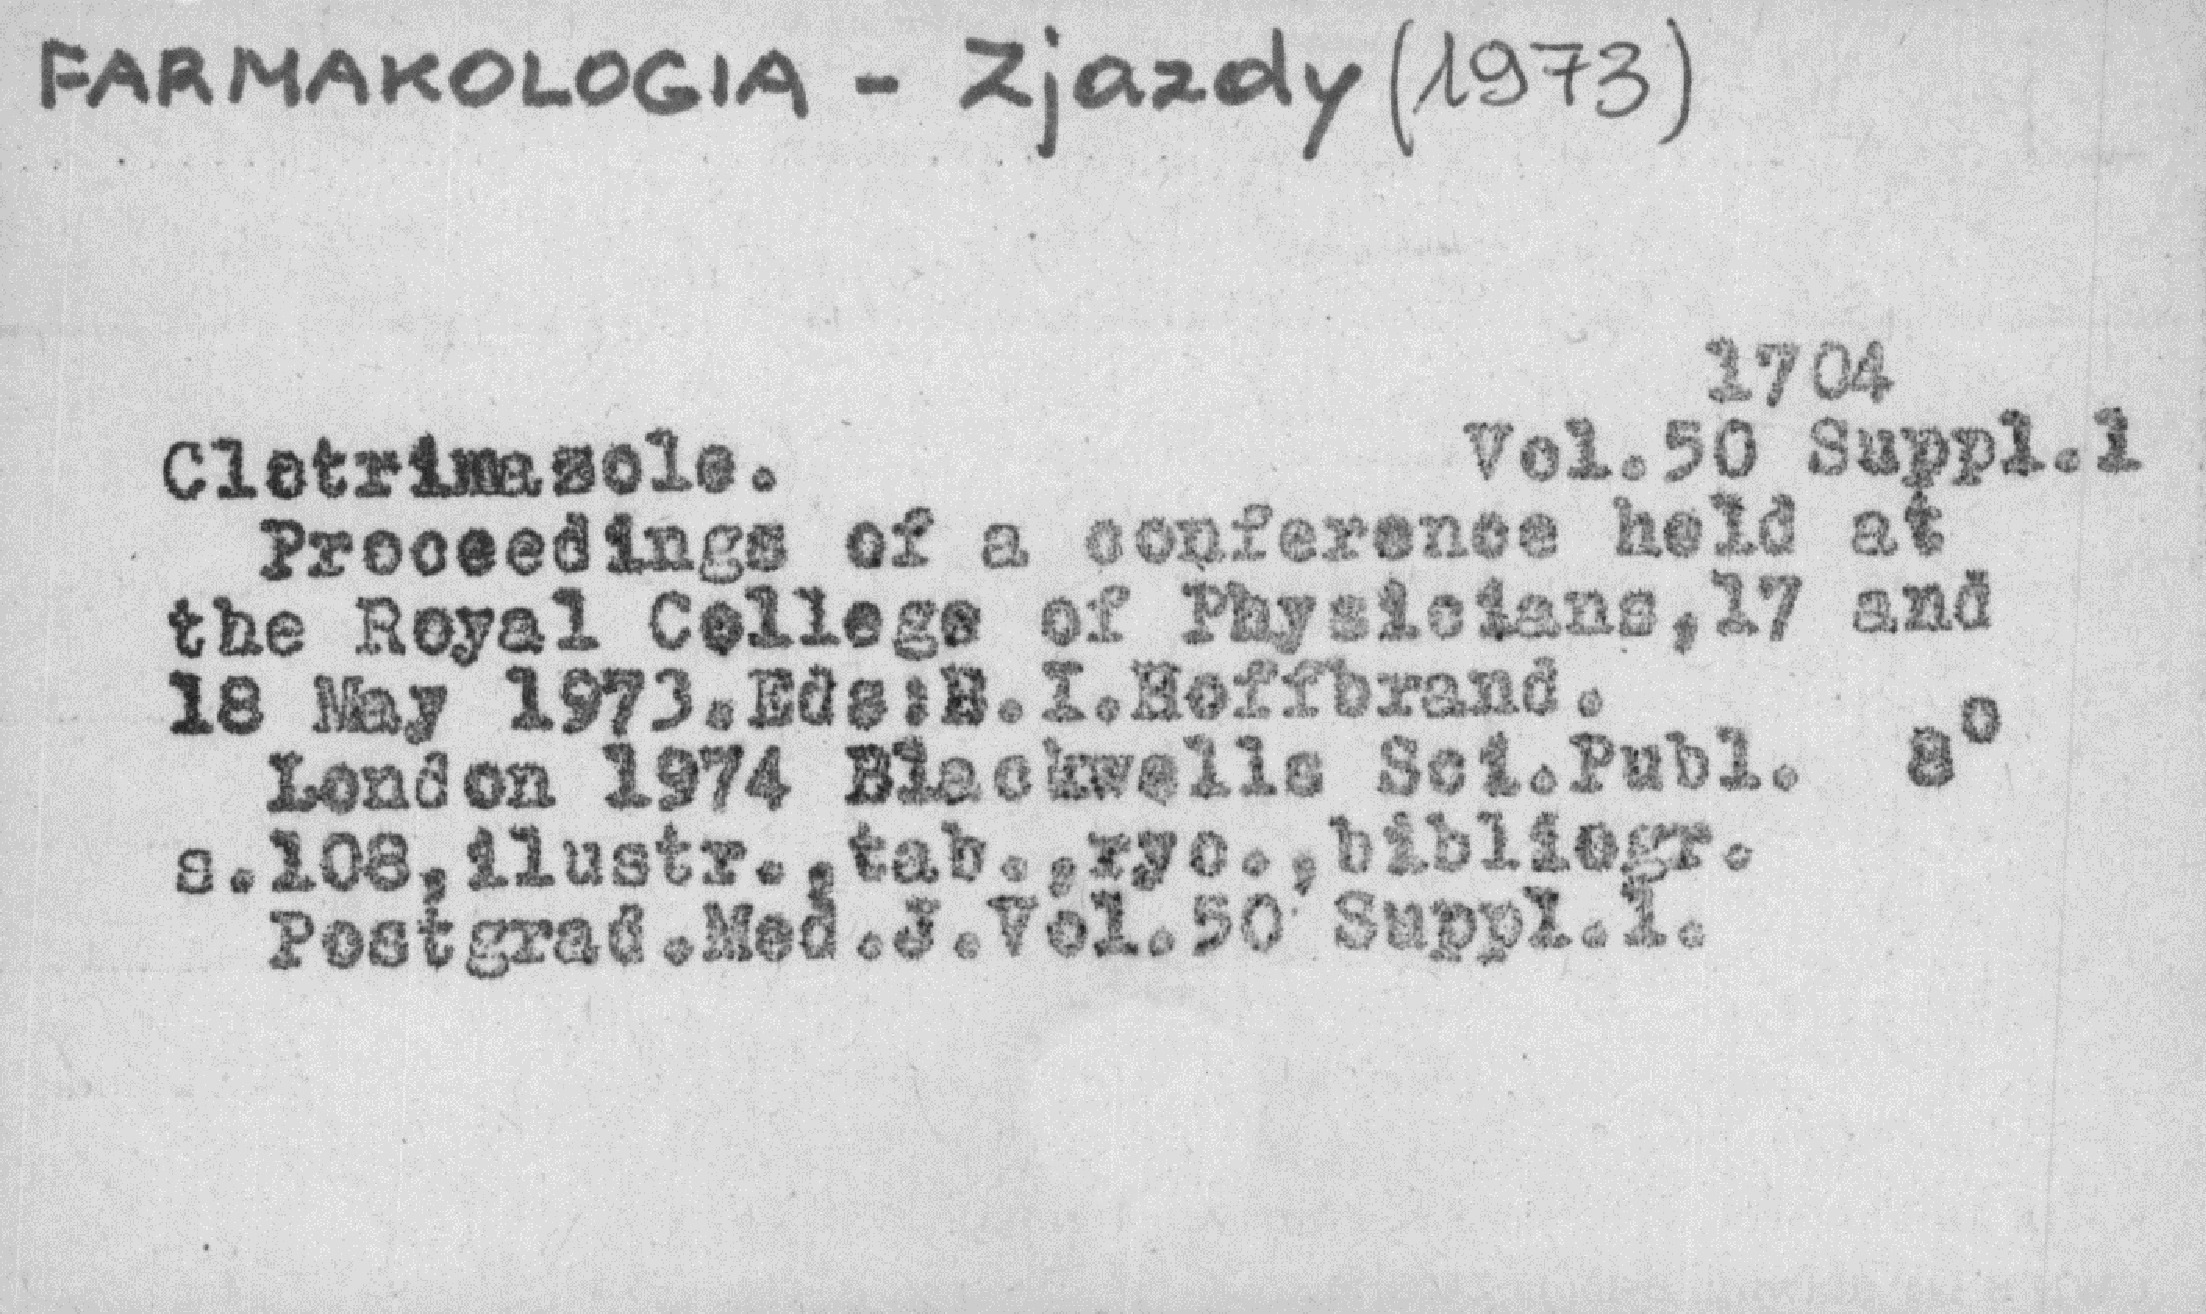 FARMAKOLOGIA - Zjazdy (1973)
1704
Clotrimazole. Vol.50 Suppl.1
Proceedings of a conference held at
the Royal College of Physicians,17 and
18 May 1973.Eds:B.I.Hoffbrand.
London 1974 Blackwells Sci.Publ. 8o
s.108,ilustr.,tab.,ryc.,bibliogr.
Postgrad.Med.J.Vol.50 Suppl.1.